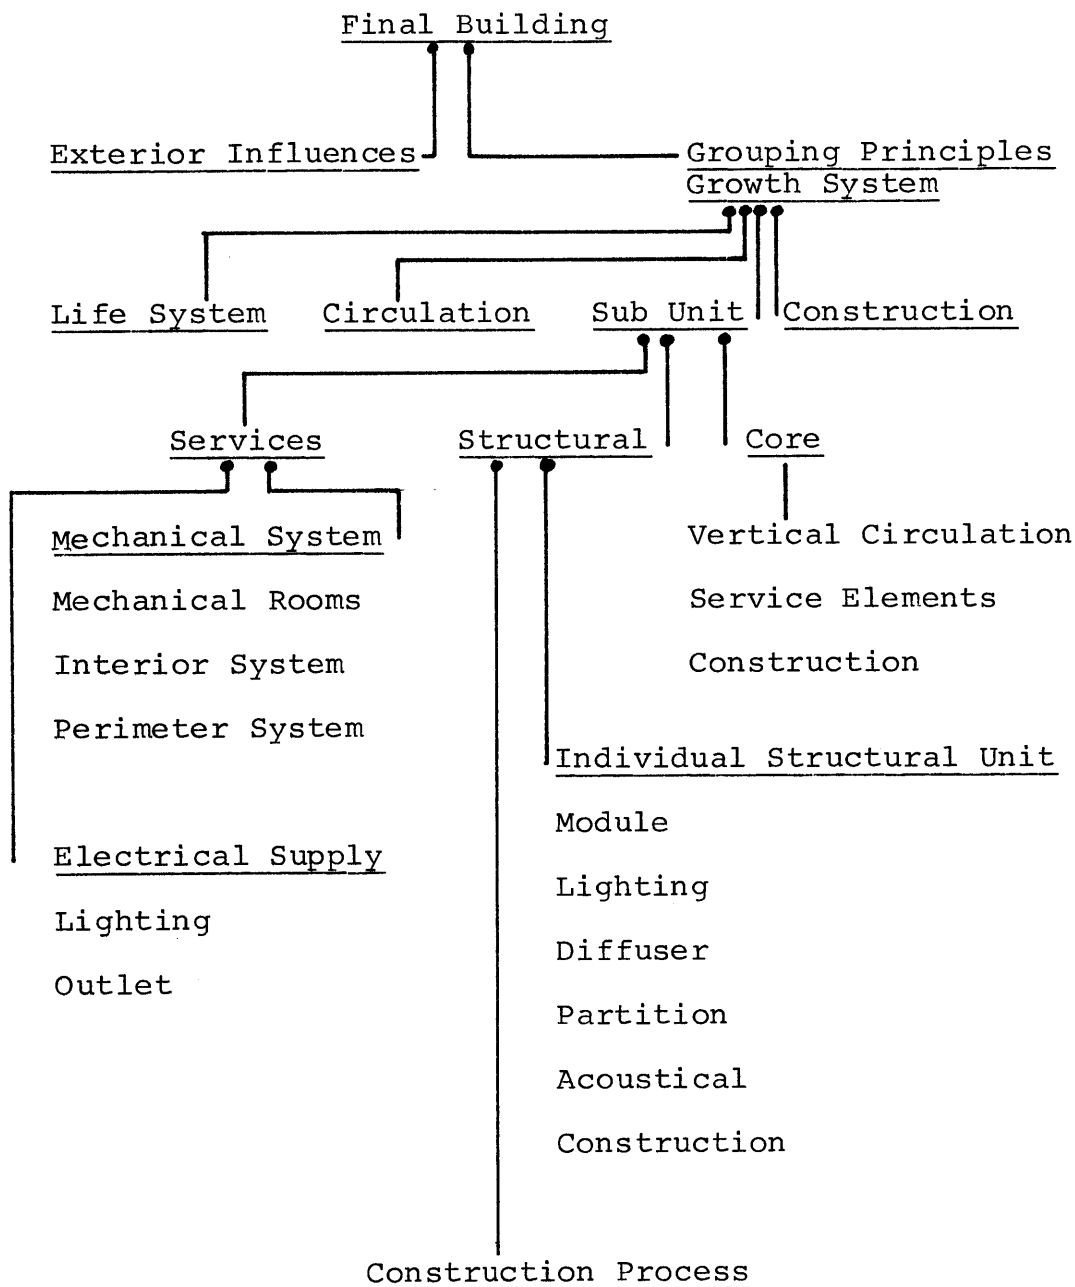 Final Building
Exterior Influences
Grouping Principles
Growth System
Life System
Circulation
Sub Unit
Construction
Services
Structural
Core
Mechanical System
Mechanical Rooms
Interior System
Perimeter System
Electrical Supply
Lighting
Outlet
Vertical Circulation
Service Elements
Construction
Individual Structural Unit
Module
Lighting
Diffuser
Partition
Acoustical
Construction
Construction Process